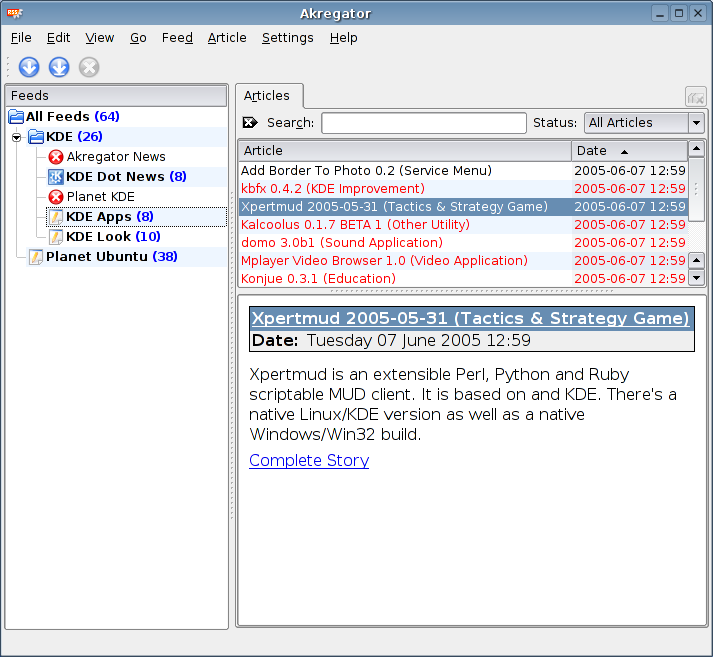 Akregator
File Edit View Go Feed Article Settings Help
Feeds
All Feeds (64)
KDE (26)
Akregator News
KDE Dot News (8)
Planet KDE
KDE Apps (8)
KDE Look (10)
Planet Ubuntu (38)
Articles
Search: Status: All Articles
Article Date
Add Border To Photo 0.2 (Service Menu) 2005-06-07 12:59
kbfx 0.4.2 (KDE Improvement) 2005-06-07 12:59
Xpertmud 2005-05-31 (Tactics & Strategy Game) 2005-06-07 12:59
Kalcoolus 0.1.7 BETA 1 (Other Utility) 2005-06-07 12:59
domo 3.0b1 (Sound Application) 2005-06-07 12:59
Mplayer Video Browser 1.0 (Video Application) 2005-06-07 12:59
Konjue 0.3.1 (Education) 2005-06-07 12:59
Xpertmud 2005-05-31 (Tactics & Strategy Game)
Date: Tuesday 07 June 2005 12:59
Xpertmud is an extensible Perl, Python and Ruby
scriptable MUD client. It is based on and KDE. There's a
native Linux/KDE version as well as a native
Windows/Win32 build.
Complete Story